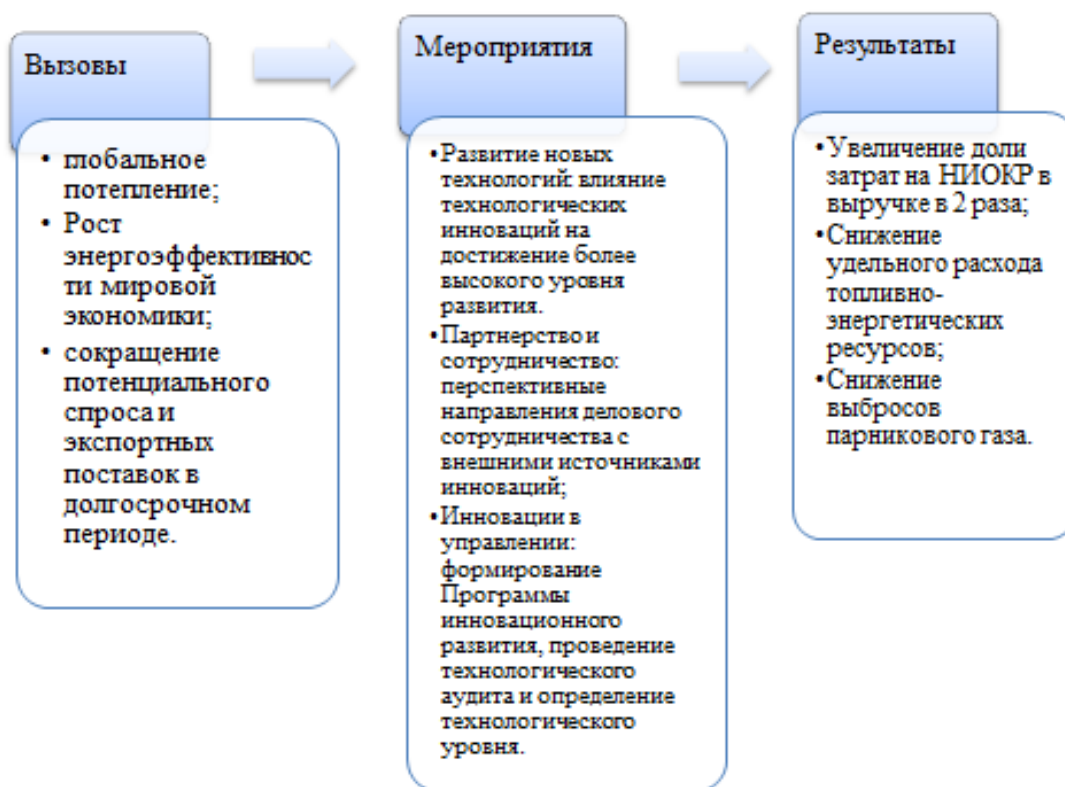 Вызовы
• глобальное
потепление;
• Рост
энергоэффективнос
ти мировой
экономики;
• сокращение
потенциального
спроса и
экспортных
поставок в
долгосрочном
периоде.
Мероприятия
•Развитие новых
технологий: влияние
технологических
инноваций на
достижение более
высокого уровня
развития.
•Партнерство и
сотрудничество:
перспективные
направления делового
сотрудничества с
внешними источниками
инноваций;
•Инновации в
управлении:
формирование
Программы
инновационного
развития, проведение
технологического
аудита и определение
технологического
уровня.
Результаты
•Увеличение доли
затрат на НИОКР в
выручке в 2 раза;
•Снижение
удельного расхода
топливно-
энергетических
ресурсов;
•Снижение
выбросов
парникового газа.